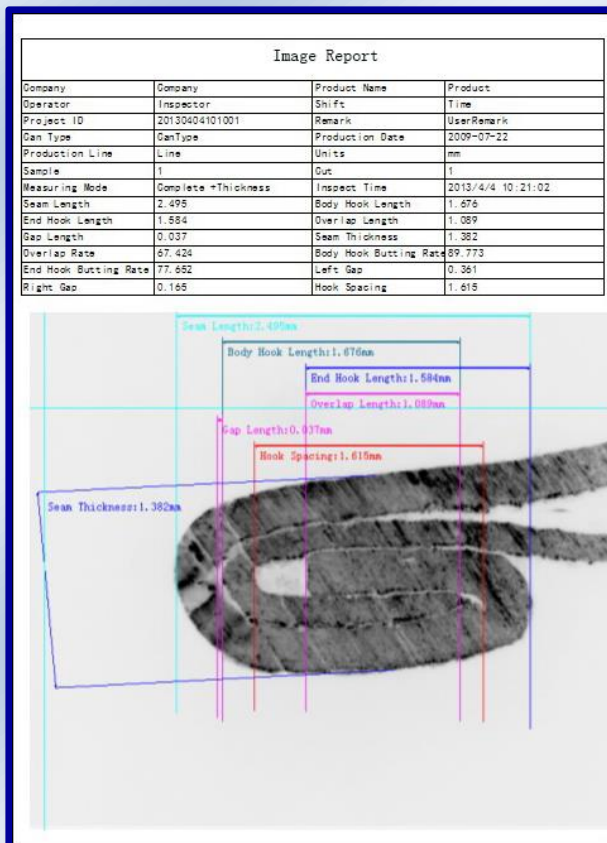 Image Report
Company Company Product Name Product
Operator Inspector Shift Time
Project ID 20130404101001 Remark UserRemark
Can Type CanType Production Date 2009-07-22
Production Line Line Units mm
Sample 1 Cut 1
Measuring Mode Complete +Thickness Inspect Time 2013/4/4 10:21:02
Seam Length 2.495 Body Hook Length 1.676
End Hook Length 1.584 Overlap Length 1.089
Gap Length 0.037 Seam Thickness 1.382
Overlap Rate 67.424 Body Hook Butting Rate 89.773
End Hook Butting Rate 77.652 Left Gap 0.361
Right Gap 0.165 Hook Spacing 1.615
Seam Length:2.495mm
Body Hook Length:1.676mm
End Hook Length:1.584mm
Overlap Length:1.089mm
Gap Length:0.037mm
Hook Spacing:1.615mm
Seam Thickness:1.382mm